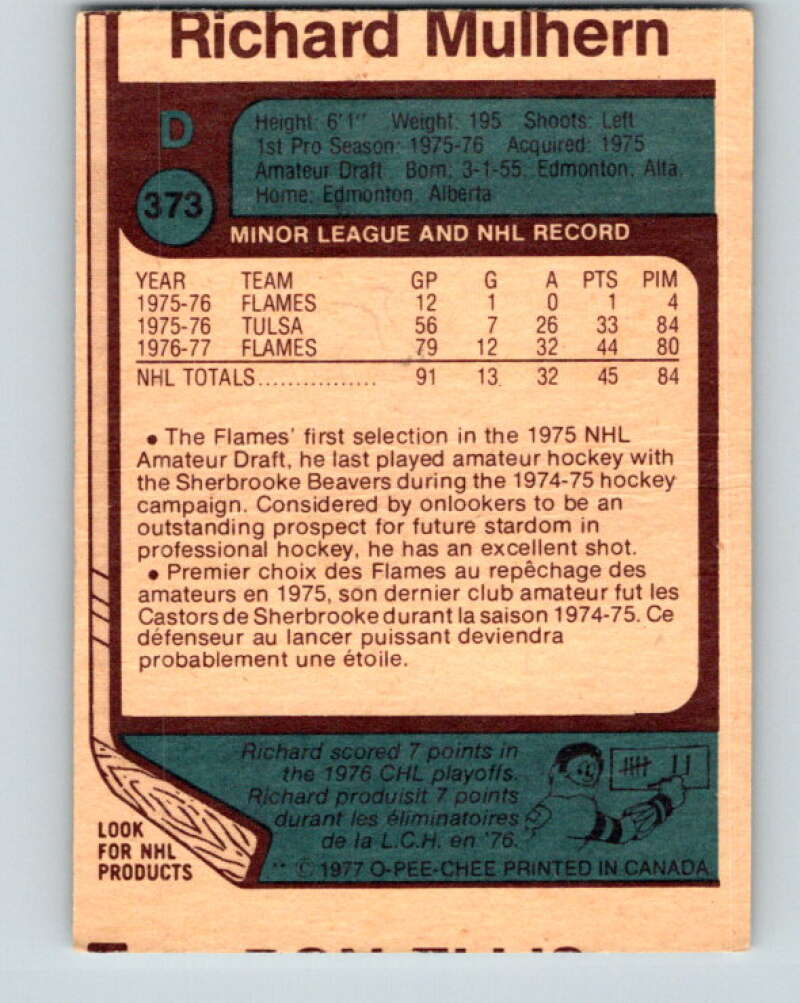 Richard Mulhern
D
373
Height: 6'1" Weight: 195 Shoots: Left
1st Pro Season: 1975-76 Acquired: 1975
Amateur Draft Born: 3-1-55, Edmonton, Alta.
Home: Edmonton, Alberta
MINOR LEAGUE AND NHL RECORD
YEAR TEAM GP G A PTS PIM
1975-76 FLAMES 12 1 0 1 4
1975-76 TULSA 56 7 26 33 84
1976-77 FLAMES 79 12 32 44 80
NHL TOTALS................ 91 13 32 45 84
• The Flames' first selection in the 1975 NHL
Amateur Draft, he last played amateur hockey with
the Sherbrooke Beavers during the 1974-75 hockey
campaign. Considered by onlookers to be an
outstanding prospect for future stardom in
professional hockey, he has an excellent shot.
• Premier choix des Flames au repêchage des
amateurs en 1975, son dernier club amateur fut les
Castors de Sherbrooke durant la saison 1974-75. Ce
défenseur au lancer puissant deviendra
probablement une étoile.
Richard scored 7 points in
the 1976 CHL playoffs.
Richard produisit 7 points
durant les éliminatoires
de la L.C.H. en '76.
LOOK
FOR NHL
PRODUCTS
** © 1977 O-PEE-CHEE PRINTED IN CANADA